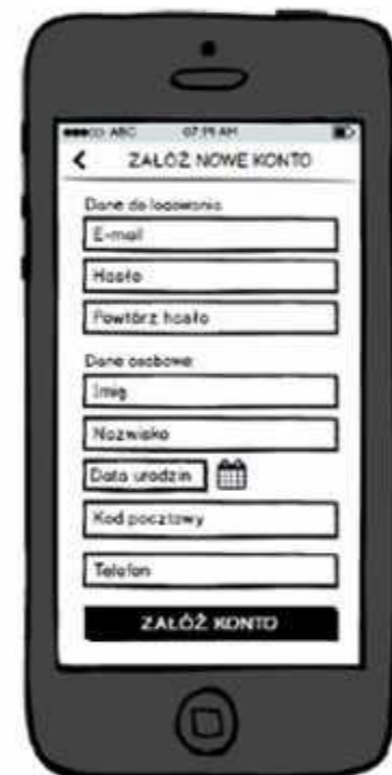 ABC 07:19 AM
ZAŁÓŻ NOWE KONTO
Dane do logowania
E-mail
Hasło
Powtórz hasło
Dane osobowe
Imię
Nazwisko
Data urodzin
Kod pocztowy
Telefon
ZAŁÓŻ KONTO